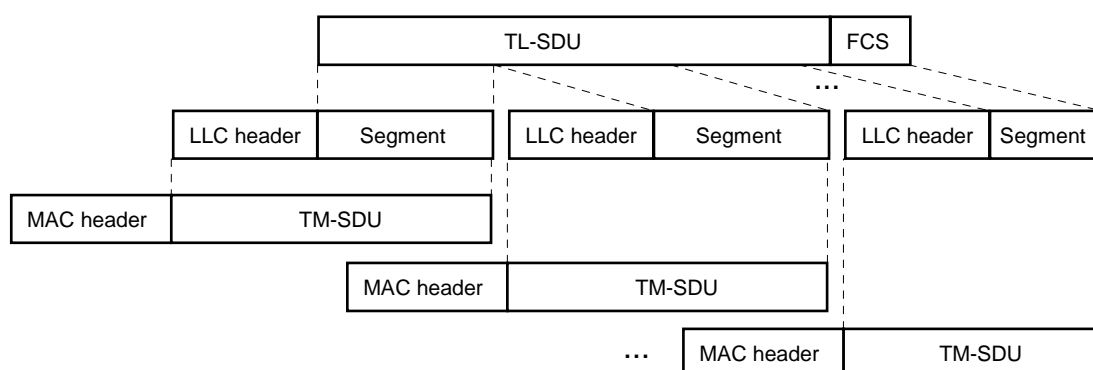 TL-SDU FCS
...
LLC header Segment LLC header Segment LLC header Segment
MAC header TM-SDU
MAC header TM-SDU
... MAC header TM-SDU